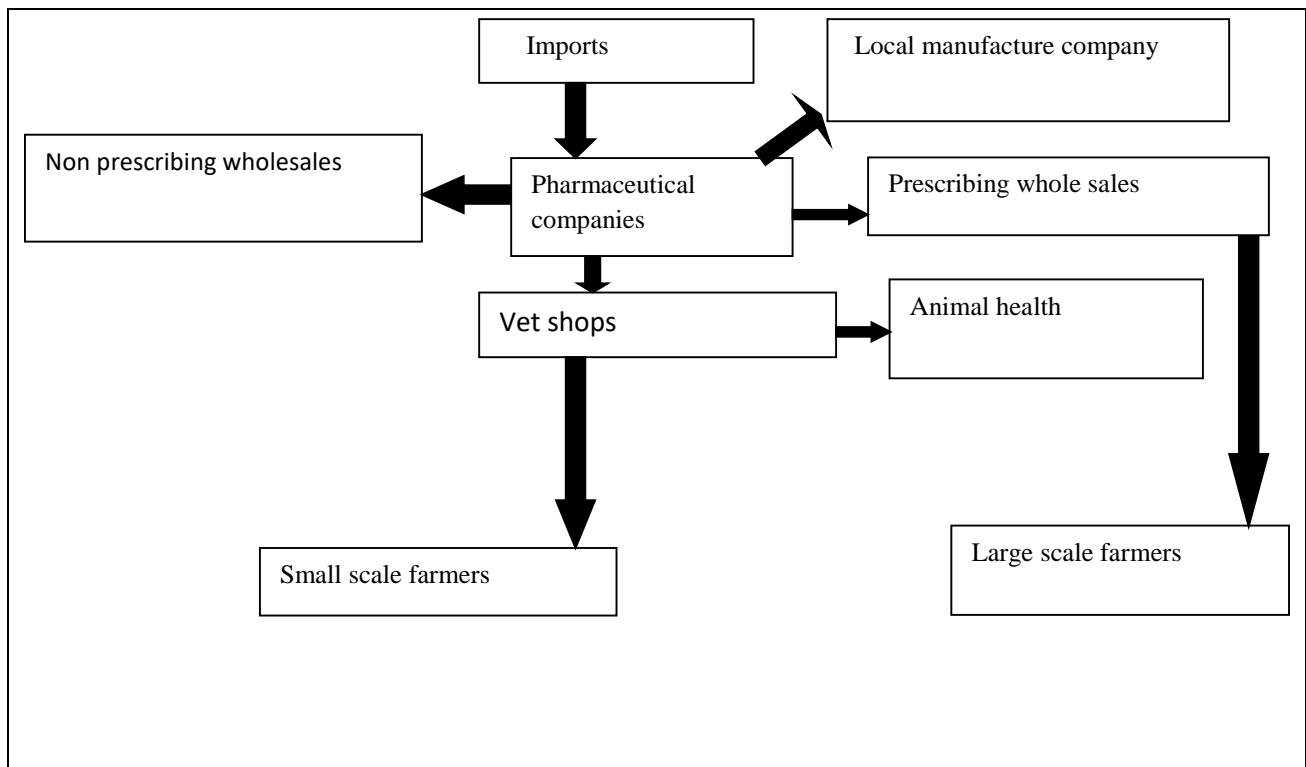 Imports
Local manufacture company
Non prescribing wholesales
Pharmaceutical
companies
Prescribing whole sales
Vet shops
Animal health
Small scale farmers
Large scale farmers